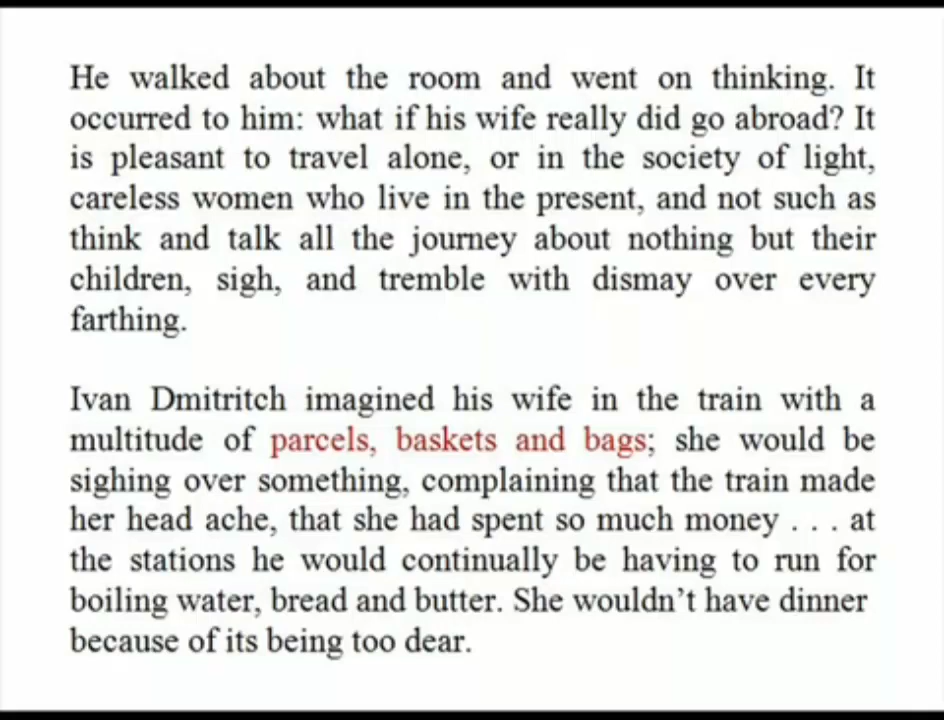 He walked about the room and went on thinking. It
occurred to him: what if his wife really did go abroad? It
is pleasant to travel alone, or in the society of light,
careless women who live in the present, and not such as
think and talk all the journey about nothing but their
children, sigh, and tremble with dismay over every
farthing.
Ivan Dmitritch imagined his wife in the train with a
multitude of parcels, baskets and bags; she would be
sighing over something, complaining that the train made
her head ache, that she had spent so much money . . . at
the stations he would continually be having to run for
boiling water, bread and butter. She wouldn’t have dinner
because of its being too dear.